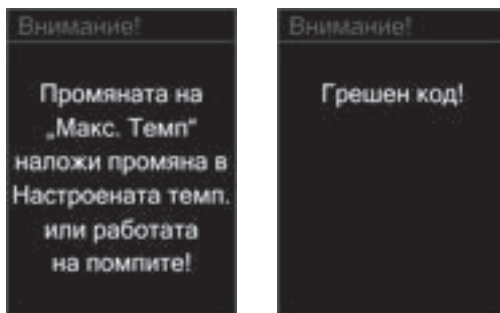 Внимание!
Промяната на
„Макс. Темп“
наложи промяна в
Настроената темп.
или работата
на помпите!
Внимание!
Грешен код!